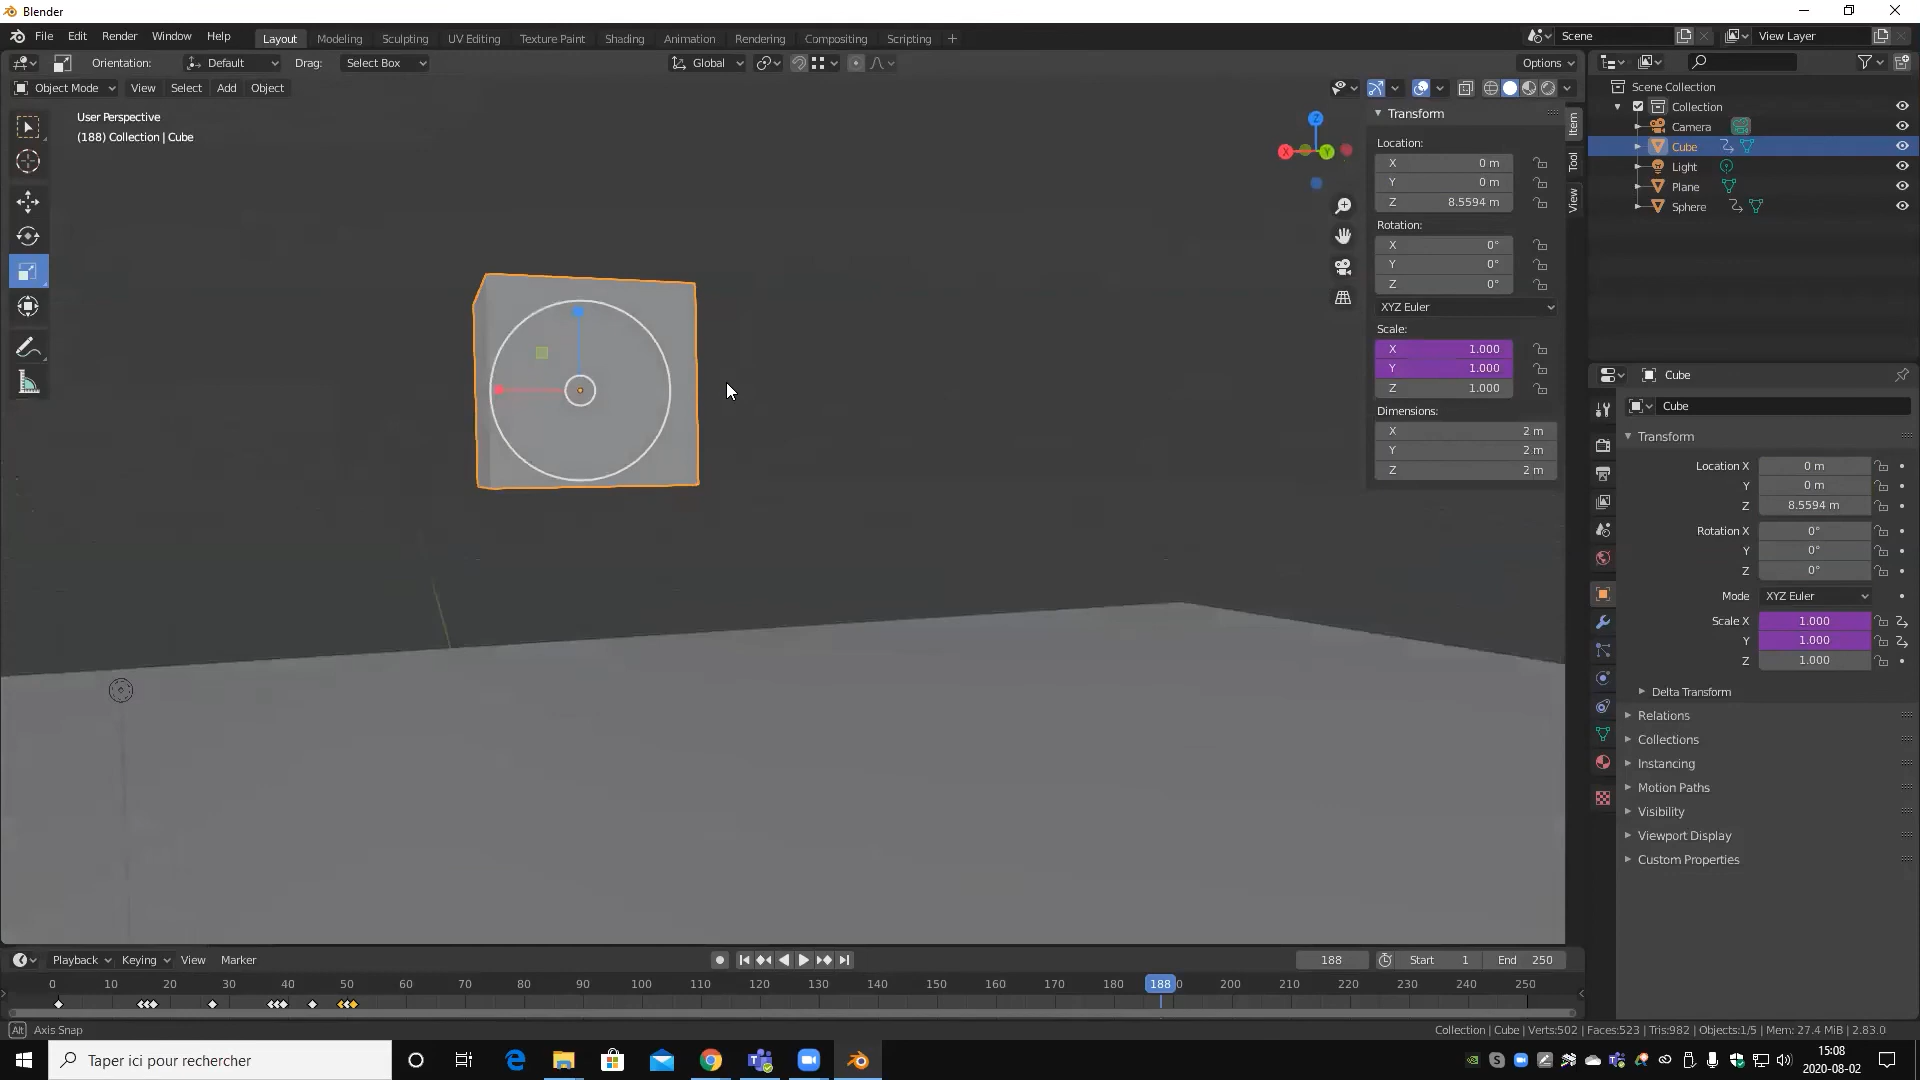 Blender
File Edit Render Window Help
Layout Modeling Sculpting UV Editing Texture Paint Shading Animation Rendering Compositing Scripting +
Scene
View Layer
Orientation: Default Drag: Select Box
Global
Options
Object Mode View Select Add Object
User Perspective
(188) Collection | Cube
Z
X
Y
Transform
Location:
X 0 m
Y 0 m
Z 8.5594 m
Rotation:
X 0°
Y 0°
Z 0°
XYZ Euler
Scale:
X 1.000
Y 1.000
Z 1.000
Dimensions:
X 2 m
Y 2 m
Z 2 m
Item
Tool
View
Scene Collection
Collection
Camera
Cube
Light
Plane
Sphere
Cube
Cube
Transform
Location X 0 m
Y 0 m
Z 8.5594 m
Rotation X 0°
Y 0°
Z 0°
Mode XYZ Euler
Scale X 1.000
Y 1.000
Z 1.000
Delta Transform
Relations
Collections
Instancing
Motion Paths
Visibility
Viewport Display
Custom Properties
Playback Keying View Marker
188 Start 1 End 250
0 10 20 30 40 50 60 70 80 90 100 110 120 130 140 150 160 170 180 188 0 200 210 220 230 240 250
Alt Axis Snap
Collection | Cube | Verts:502 | Faces:523 | Tris:982 | Objects:1/5 | Mem: 27.4 MiB | 2.83.0
Taper ici pour rechercher
15:08
2020-08-02